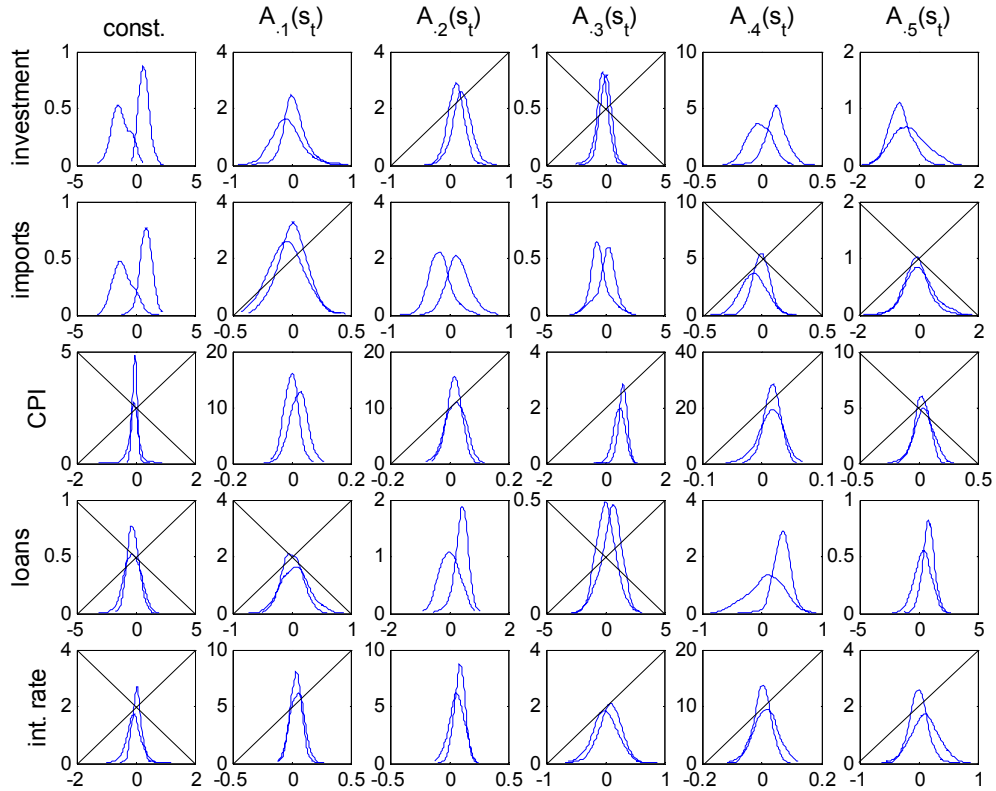 const. A.1(st) A.2(st) A.3(st) A.4(st) A.5(st)
investment
1 4 4 1 10 2
0.5 2 2 0.5 5 1
0 0 0 0 0 0
-5 0 5 -1 0 1 -1 0 1 -5 0 5 -0.5 0 0.5 -2 0 2
imports
1 4 4 1 10 2
0.5 2 2 0.5 5 1
0 0 0 0 0 0
-5 0 5 -0.5 0 0.5 -1 0 1 -5 0 5 -0.5 0 0.5 -2 0 2
CPI
5 20 20 4 40 10
10 10 2 20 5
0 0 0 0 0 0
-2 0 2 -0.2 0 0.2 -0.2 0 0.2 -2 0 2 -0.1 0 0.1 -0.5 0 0.5
loans
1 4 2 0.5 4 1
0.5 2 1 2 0.5
0 0 0 0 0
-5 0 5 -1 0 1 -2 0 2 -5 0 5 -1 0 1 -5 0 5
int. rate
4 10 10 4 20 4
2 5 5 2 10 2
0 0 0 0 0 0
-2 0 2 -0.5 0 0.5 -0.5 0 0.5 -1 0 1 -0.2 0 0.2 -1 0 1